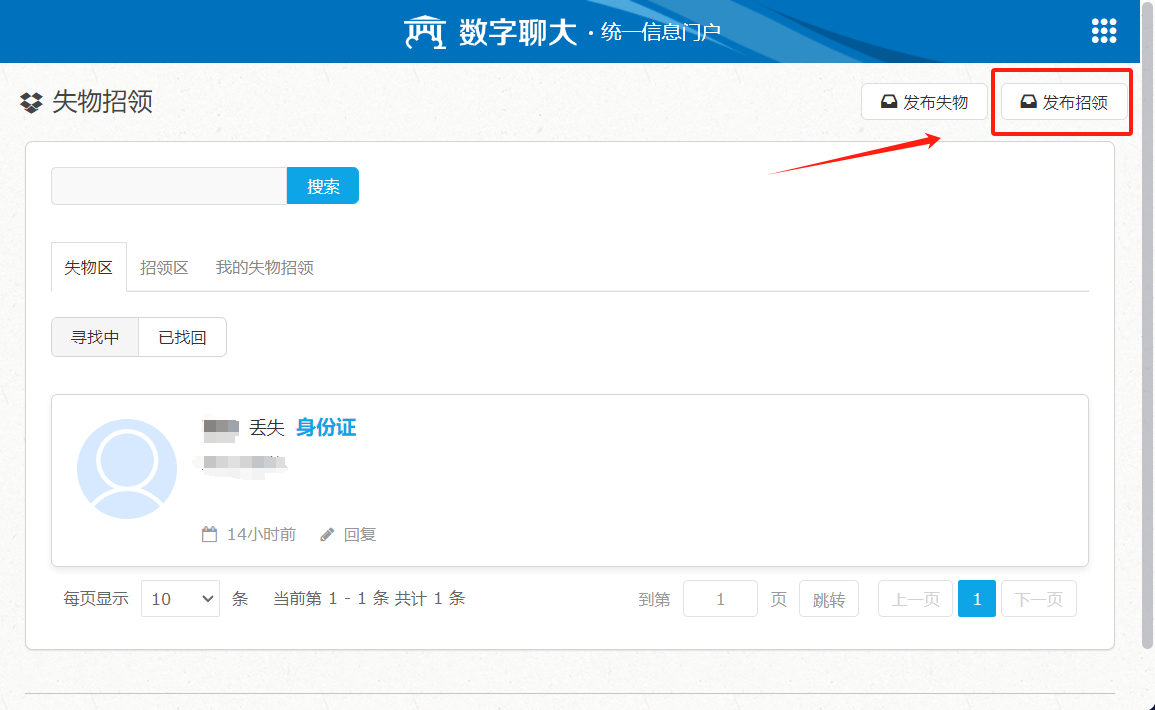 数字聊大 · 统一信息门户
失物招领
发布失物
发布招领
搜索
失物区 招领区 我的失物招领
寻找中 已找回
丢失 身份证
14小时前 回复
每页显示 10 条 当前第 1 - 1 条 共计 1 条 到第 1 页 跳转 上一页 1 下一页